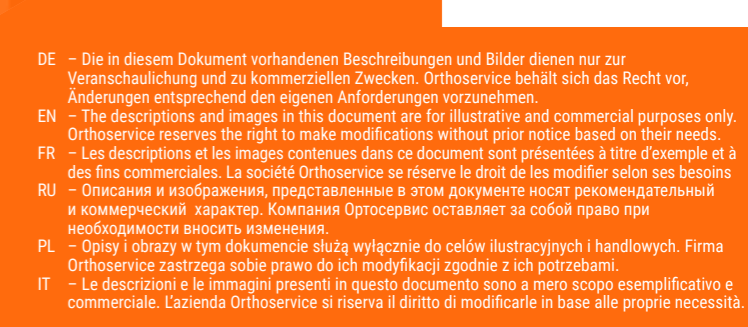 DE – Die in diesem Dokument vorhandenen Beschreibungen und Bilder dienen nur zur
Veranschaulichung und zu kommerziellen Zwecken. Orthoservice behält sich das Recht vor,
Änderungen entsprechend den eigenen Anforderungen vorzunehmen.
EN – The descriptions and images in this document are for illustrative and commercial purposes only.
Orthoservice reserves the right to make modifications without prior notice based on their needs.
FR – Les descriptions et les images contenues dans ce document sont présentées à titre d'exemple et à
des fins commerciales. La société Orthoservice se réserve le droit de les modifier selon ses besoins
RU – Описания и изображения, представленные в этом документе носят рекомендательный
и коммерческий характер. Компания Ортосервис оставляет за собой право при
необходимости вносить изменения.
PL – Opisy i obrazy w tym dokumencie służą wyłącznie do celów ilustracyjnych i handlowych. Firma
Orthoservice zastrzega sobie prawo do ich modyfikacji zgodnie z ich potrzebami.
IT – Le descrizioni e le immagini presenti in questo documento sono a mero scopo esemplificativo e
commerciale. L'azienda Orthoservice si riserva il diritto di modificarle in base alle proprie necessità.